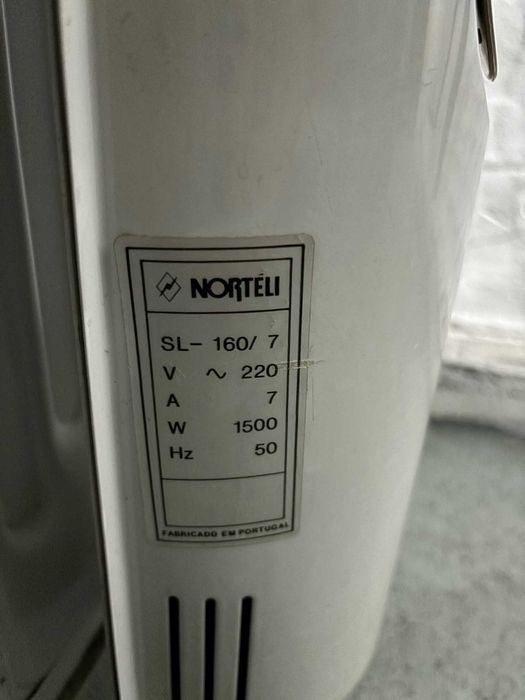 NORTÉLI
SL- 160/ 7
V ~ 220
A 7
W 1500
Hz 50
FABRICADO EM PORTUGAL